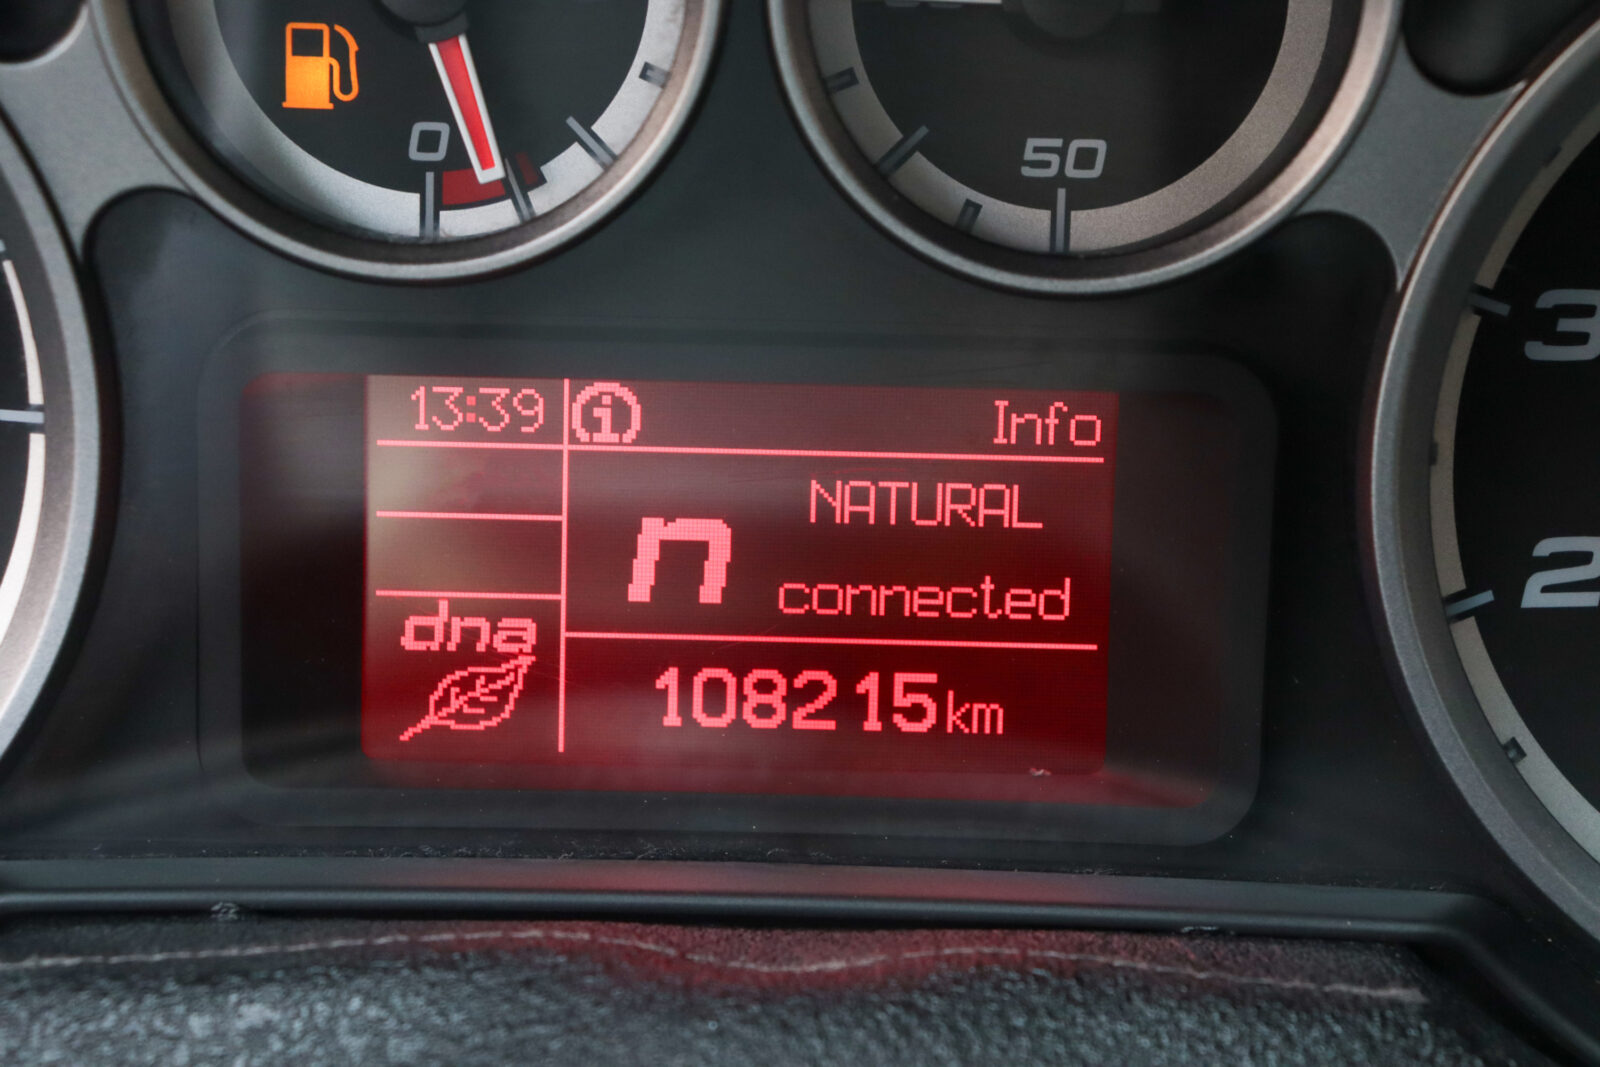 0
50
3
2
13:39
i Info
NATURAL
n
connected
dna
108215km